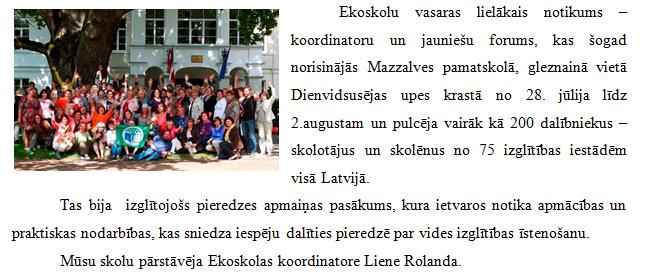 Ekoskolu vasaras lielākais notikums –
koordinatoru un jauniešu forums, kas šogad
norisinājās Mazzalves pamatskolā, gleznainā vietā
Dienvidsusējas upes krastā no 28. jūlija līdz
2.augustam un pulcēja vairāk kā 200 dalībniekus –
skolotājus un skolēnus no 75 izglītības iestādēm
visā Latvijā.
Tas bija izglītojošs pieredzes apmaiņas pasākums, kura ietvaros notika apmācības un
praktiskas nodarbības, kas sniedza iespēju dalīties pieredzē par vides izglītības īstenošanu.
Mūsu skolu pārstāvēja Ekoskolas koordinatore Liene Rolanda.